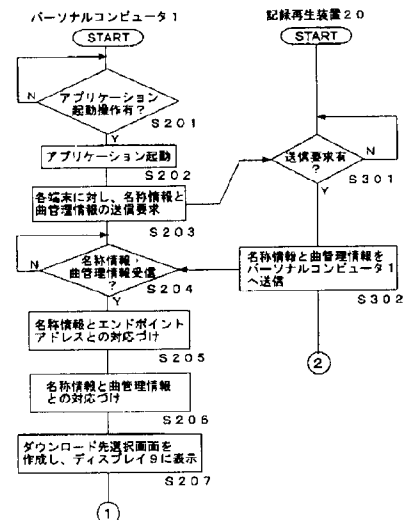 パーソナルコンピュータ1
START
N
アプリケーション
起動操作有?
S201
Y
アプリケーション起動
S202
各端末に対し、名称情報と
曲管理情報の送信要求
S203
名称情報・
曲管理情報受信
?
N
S204
Y
名称情報とエンドポイント
アドレスとの対応づけ
S205
名称情報と曲管理情報
との対応づけ
S206
ダウンロード先選択画面を
作成し、ディスプレイ9に表示
S207
1
記録再生装置20
START
送信要求有
?
N
S301
Y
名称情報と曲管理情報を
パーソナルコンピュータ1
へ送信
S302
2